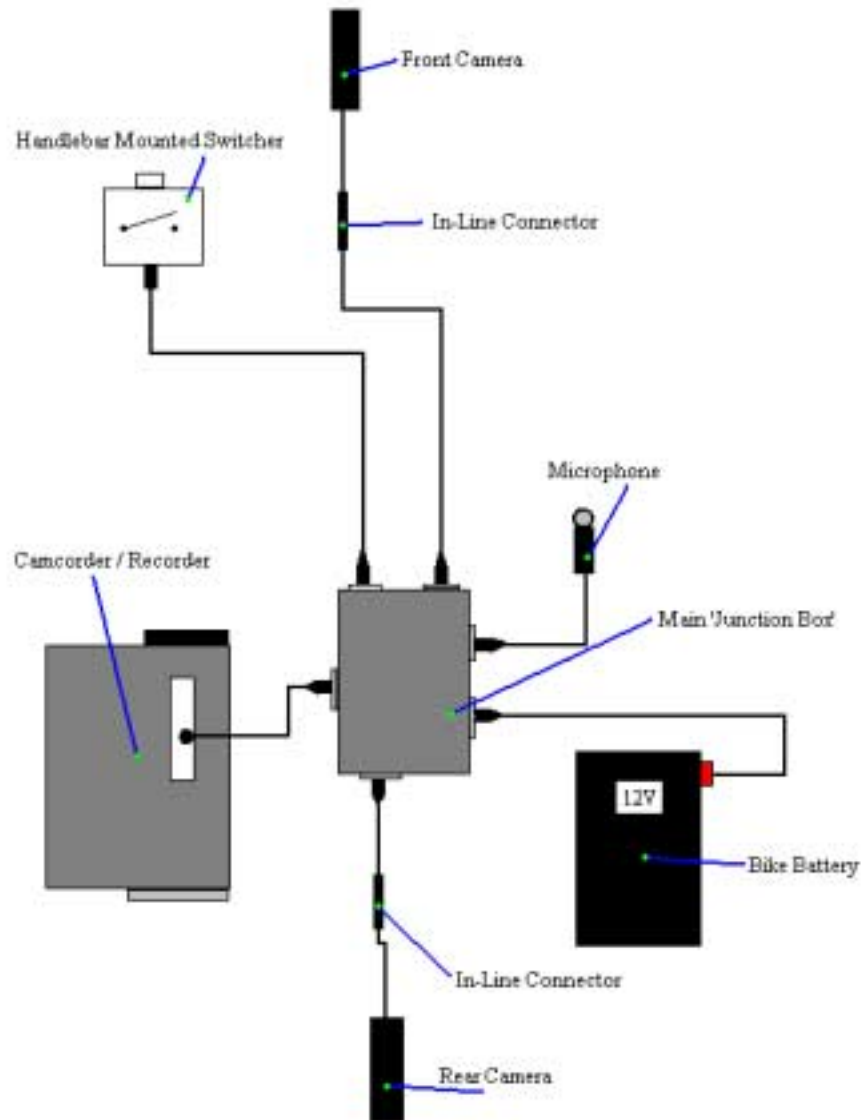 Front Camera
Handlebar Mounted Switcher
In-Line Connector
Microphone
Camcorder / Recorder
Main 'Junction Box'
12V
Bike Battery
In-Line Connector
Rear Camera